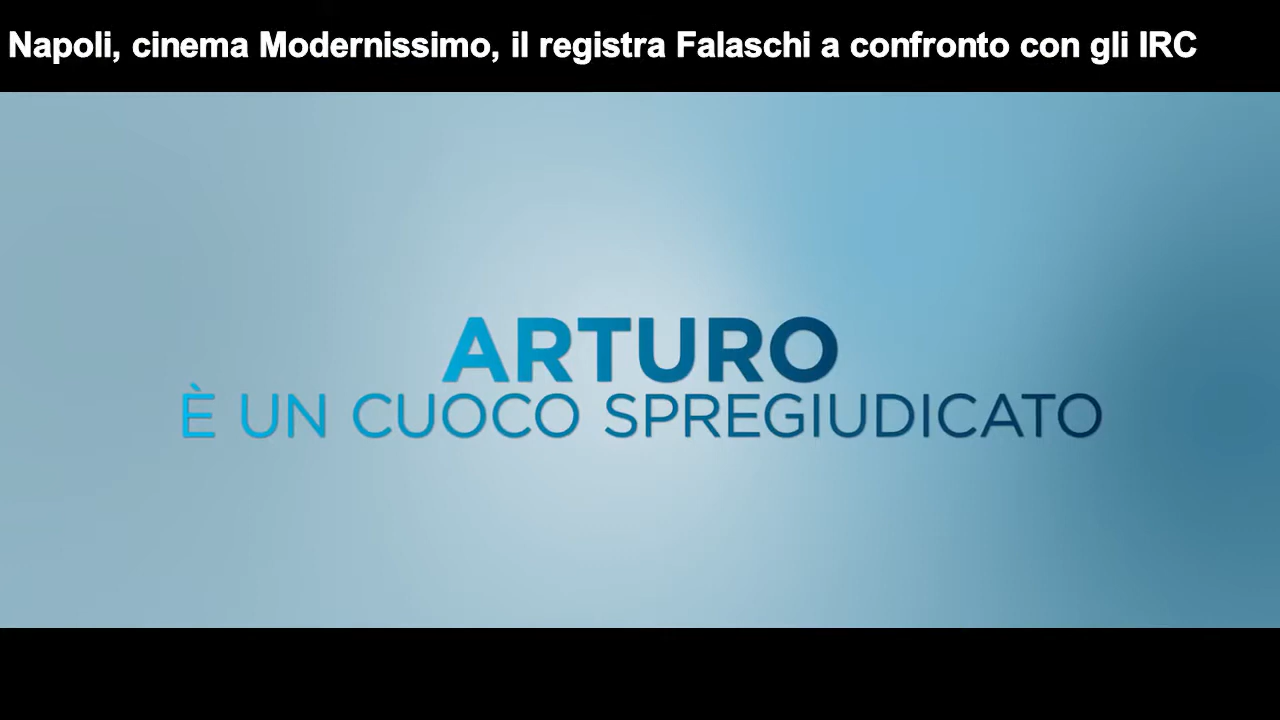 Napoli, cinema Modernissimo, il registra Falaschi a confronto con gli IRC
ARTURO
È UN CUOCO SPREGIUDICATO